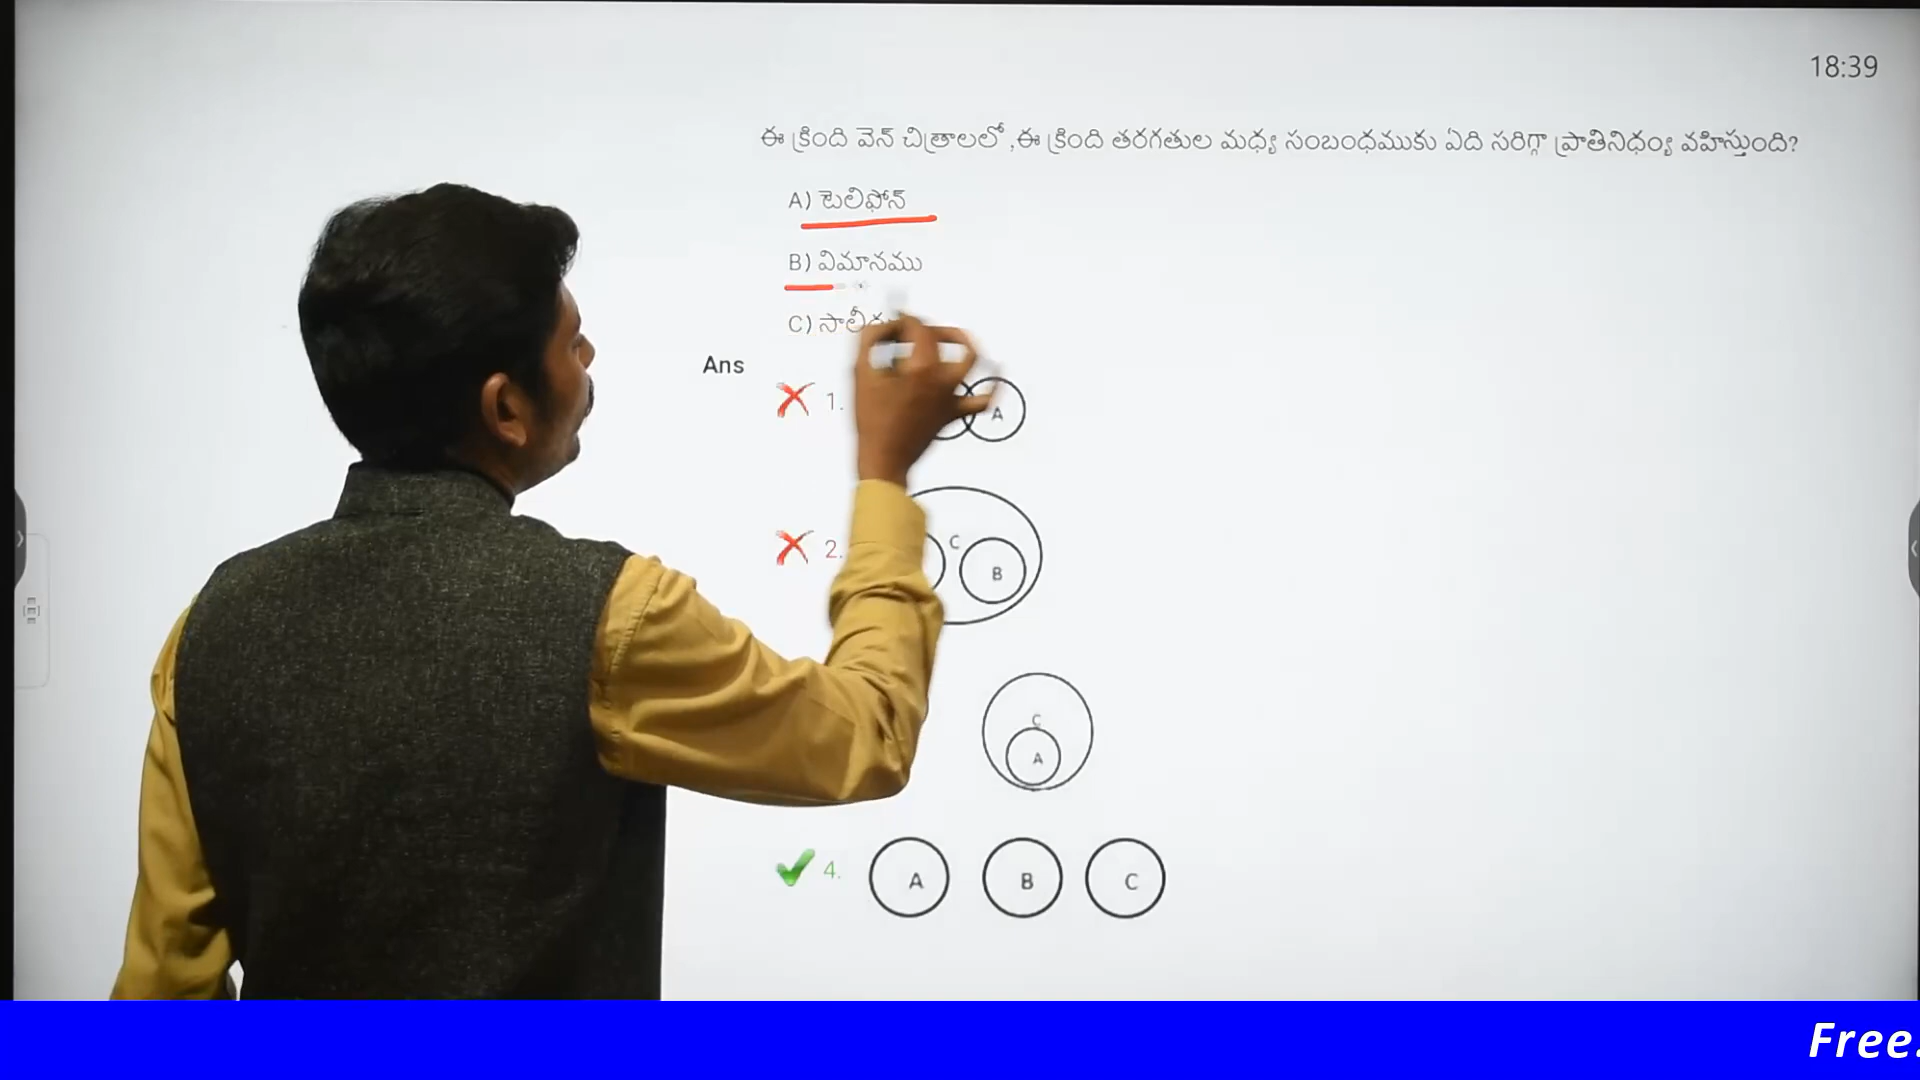 18:39
ఈ క్రింది వెన్ చిత్రాలలో ,ఈ క్రింది తరగతుల మధ్య సంబంధముకు ఏది సరిగ్గా ప్రాతినిధ్యం వహిస్తుంది?
A) టెలిఫోన్
B) విమానము
C)
Ans
1.
A
2.
C
B
C
A
4.
A B C
Free.